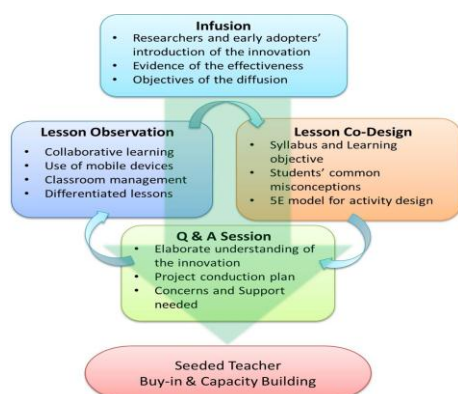 Infusion
• Researchers and early adopters'
introduction of the innovation
• Evidence of the effectiveness
• Objectives of the diffusion
Lesson Observation
• Collaborative learning
• Use of mobile devices
• Classroom management
• Differentiated lessons
Lesson Co-Design
• Syllabus and Learning
objective
• Students' common
misconceptions
• 5E model for activity design
Q & A Session
• Elaborate understanding of
the innovation
• Project conduction plan
• Concerns and Support
needed
Seeded Teacher
Buy-in & Capacity Building